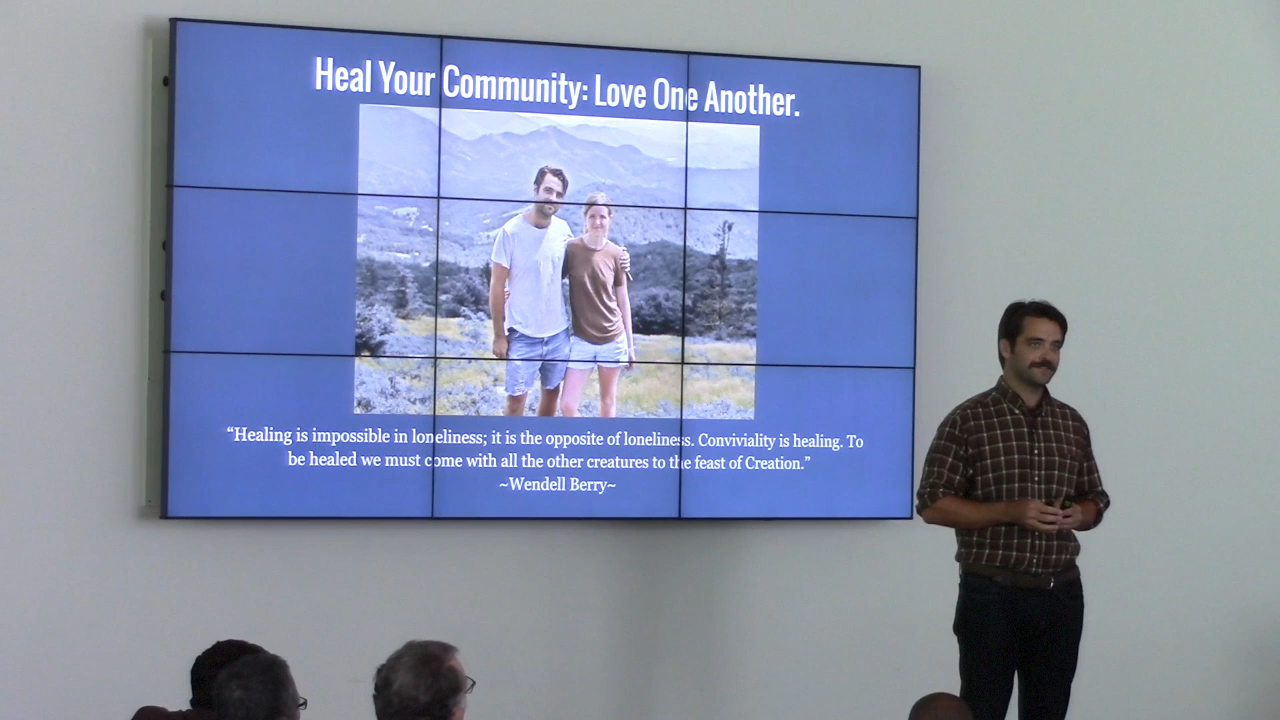 Heal Your Community: Love One Another.
“Healing is impossible in loneliness; it is the opposite of loneliness. Conviviality is healing. To
be healed we must come with all the other creatures to the feast of Creation.”
~Wendell Berry~